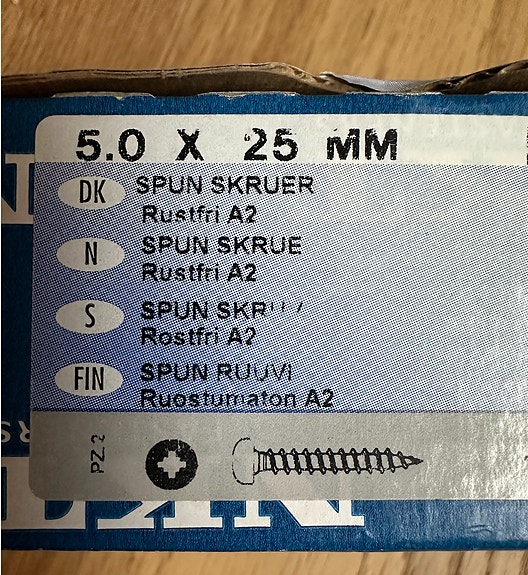 5.0 X 25 MM
DK SPUN SKRUER
Rustfri A2
N SPUN SKRUE
Rustfri A2
S SPUN
Rostfri A2
FIN SPUN RUUVI
Ruostumaton A2
PZ.2